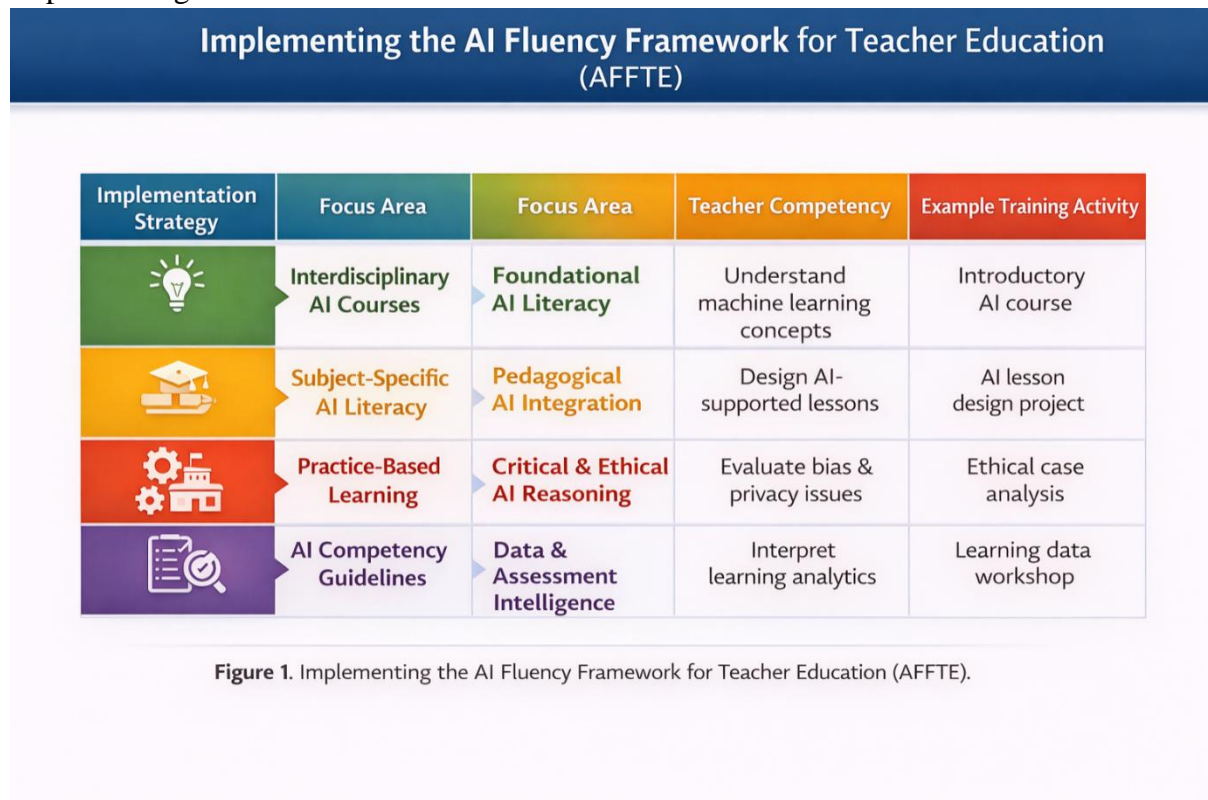 Implementing the AI Fluency Framework for Teacher Education
(AFFTE)
Implementation
Strategy
Focus Area
Focus Area
Teacher Competency
Example Training Activity
Interdisciplinary
AI Courses
Foundational
AI Literacy
Understand
machine learning
concepts
Introductory
AI course
Subject-Specific
AI Literacy
Pedagogical
AI Integration
Design AI-
supported lessons
AI lesson
design project
Practice-Based
Learning
Critical & Ethical
AI Reasoning
Evaluate bias &
privacy issues
Ethical case
analysis
AI Competency
Guidelines
Data &
Assessment
Intelligence
Interpret
learning analytics
Learning data
workshop
Figure 1. Implementing the AI Fluency Framework for Teacher Education (AFFTE).